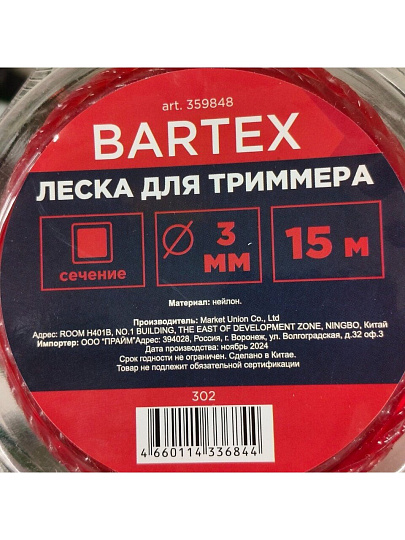 art. 359848
BARTEX
ЛЕСКА ДЛЯ ТРИММЕРА
сечение
3 мм
15 м
Материал: нейлон.
Производитель: Market Union Co., Ltd
Адрес: ROOM H401B, NO.1 BUILDING, THE EAST OF DEVELOPMENT ZONE, NINGBO, Китай
Импортер: ООО "ПРАЙМ"Адрес: 394028, Россия, г. Воронеж, ул. Волгоградская, д.32 оф.3
Дата производства: ноябрь 2024
Срок годности не ограничен. Сделано в Китае.
Товар не подлежит обязательной сертификации
302
4 660114 336844